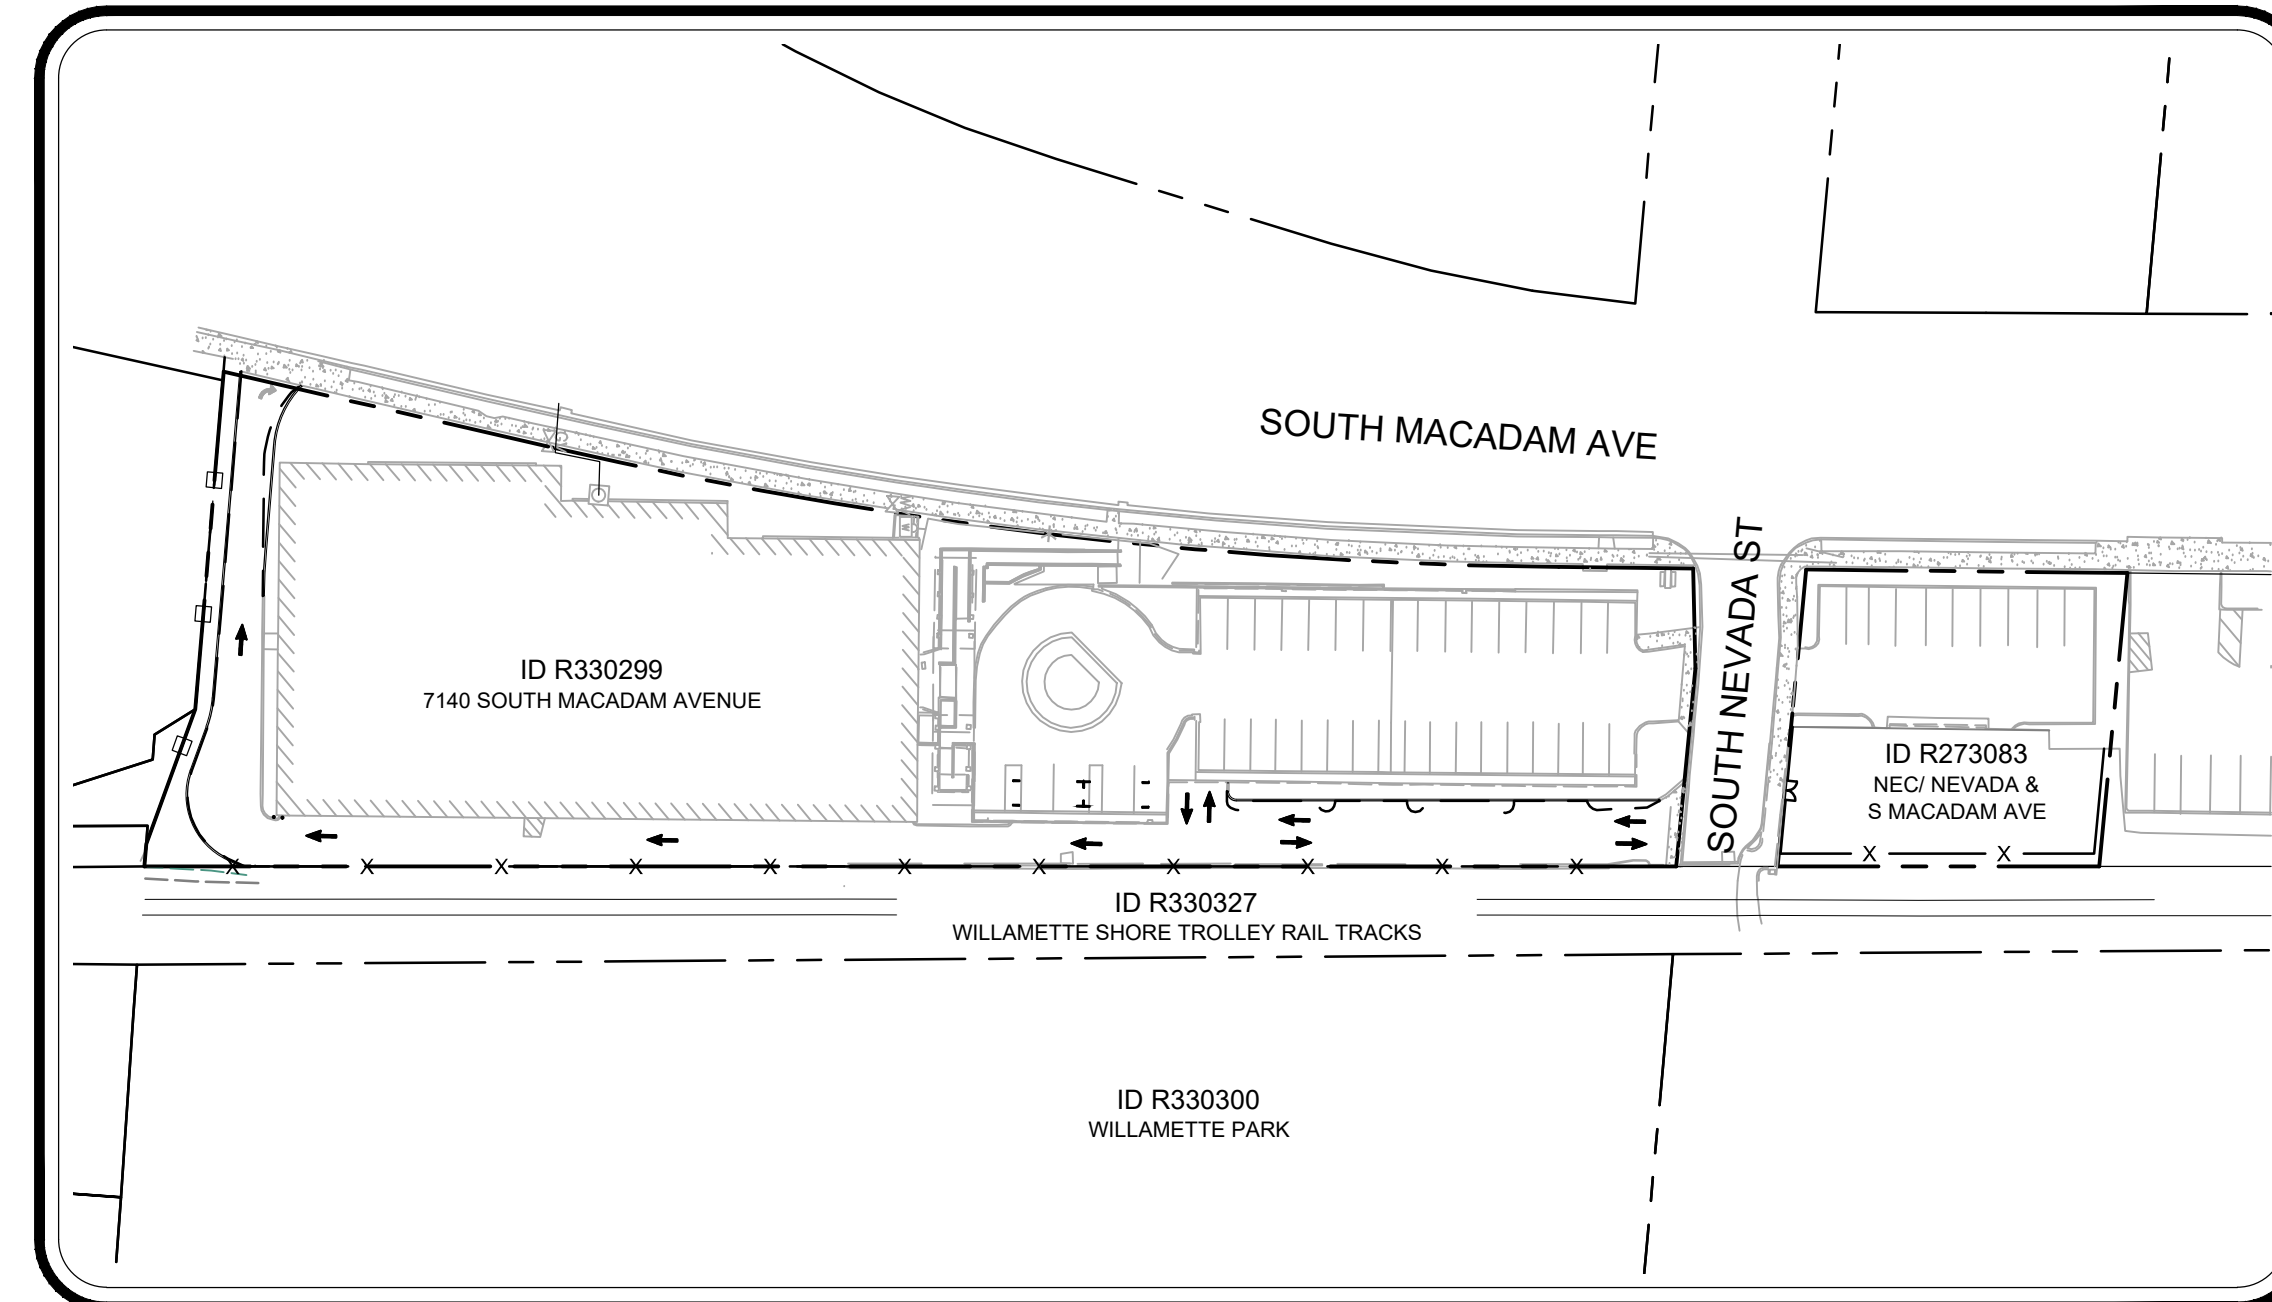 SOUTH MACADAM AVE
SOUTH NEVADA ST
ID R330299
7140 SOUTH MACADAM AVENUE
ID R273083
NEC/ NEVADA &
S MACADAM AVE
ID R330327
WILLAMETTE SHORE TROLLEY RAIL TRACKS
ID R330300
WILLAMETTE PARK